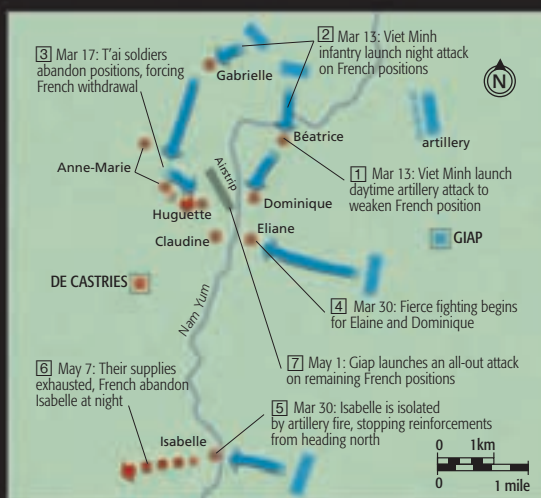 3 Mar 17: T'ai soldiers
abandon positions, forcing
French withdrawal
2 Mar 13: Viet Minh
infantry launch night attack
on French positions
N
Gabrielle
Béatrice
artillery
Anne-Marie
Airstrip
1 Mar 13: Viet Minh launch
daytime artillery attack to
weaken French position
Huguette
Dominique
Claudine
Eliane
GIAP
DE CASTRIES
Nam Yum
4 Mar 30: Fierce fighting begins
for Elaine and Dominique
7 May 1: Giap launches an all-out attack
on remaining French positions
6 May 7: Their supplies
exhausted, French abandon
Isabelle at night
5 Mar 30: Isabelle is isolated
by artillery fire, stopping reinforcements
from heading north
Isabelle
0 1km
0 1 mile